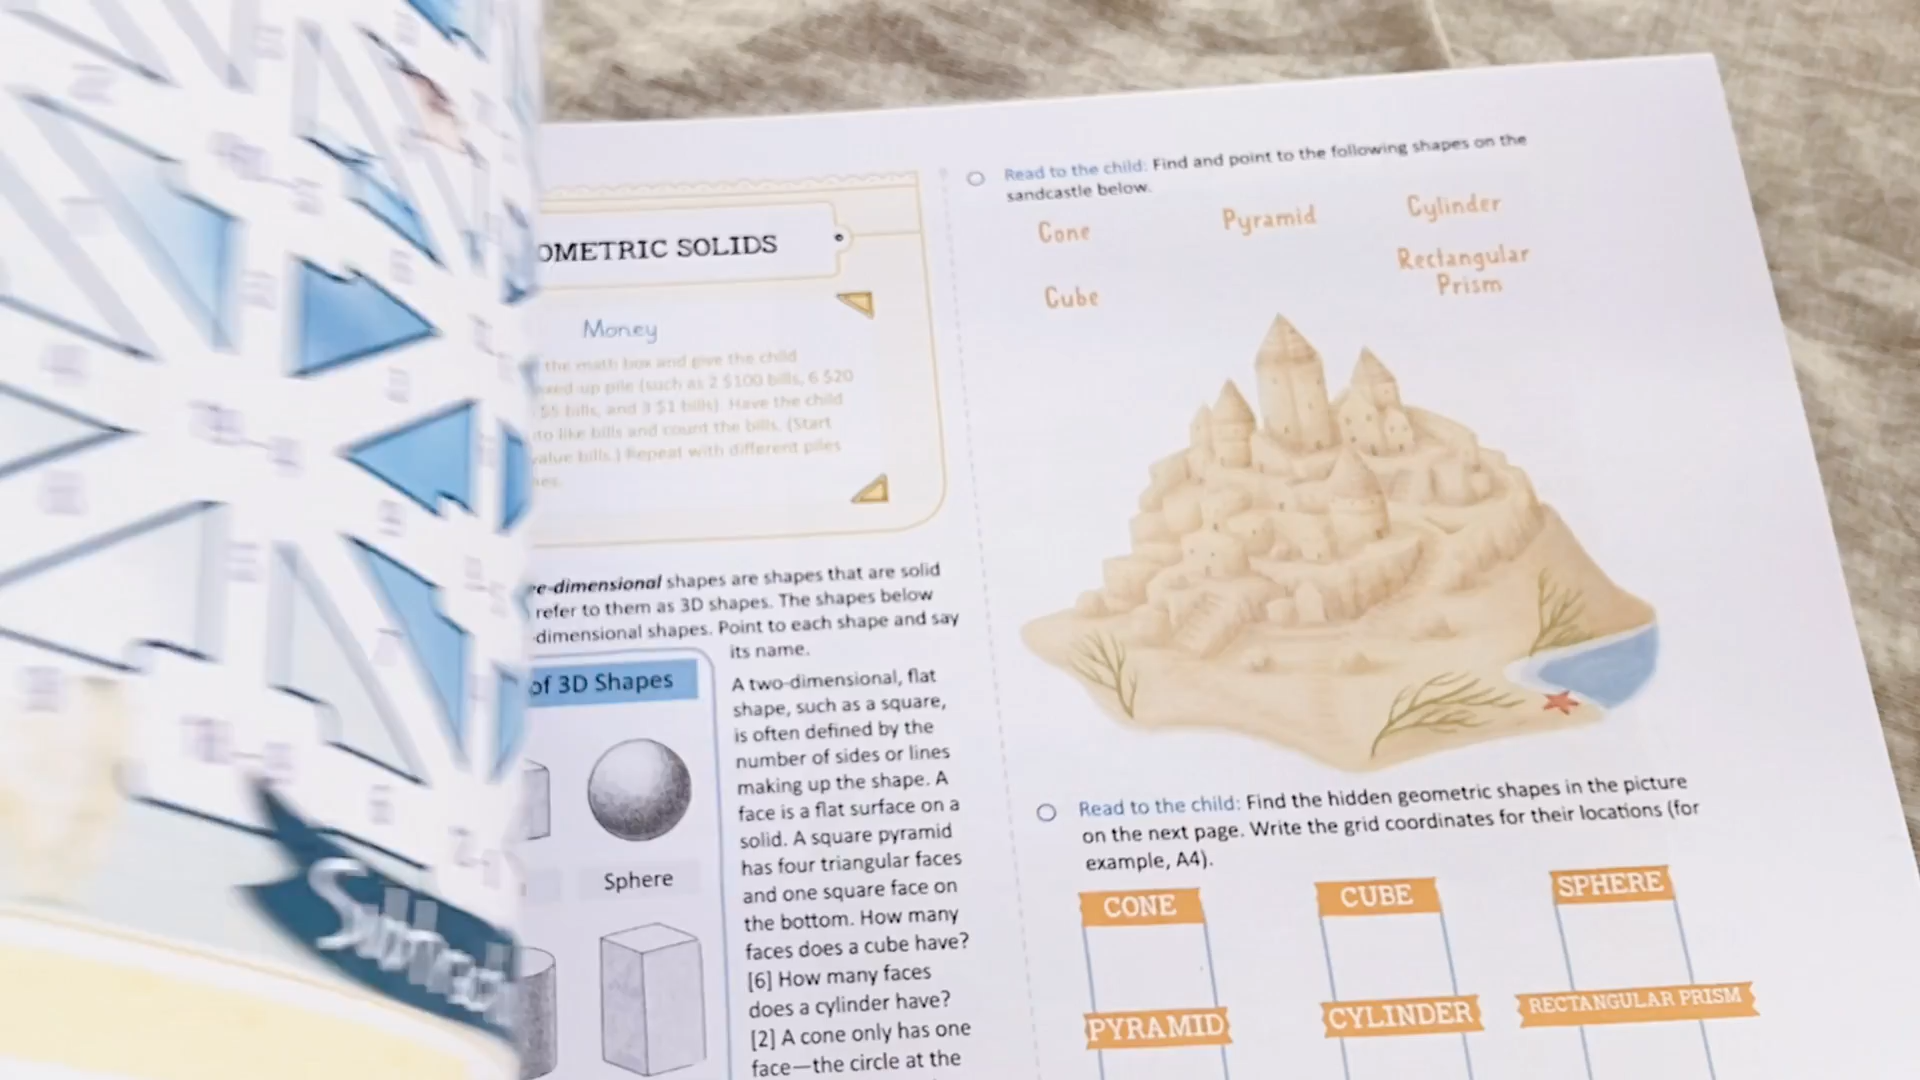 OMETRIC SOLIDS
Money
the math box and give the child
xed-up pile (such as 2 $100 bills, 6 $20
$5 bills, and 3 $1 bills). Have the child
to like bills and count the bills. (Start
value bills.) Repeat with different piles
e-dimensional shapes are shapes that are solid
refer to them as 3D shapes. The shapes below
-dimensional shapes. Point to each shape and say
its name.
of 3D Shapes
Sphere
A two-dimensional, flat
shape, such as a square,
is often defined by the
number of sides or lines
making up the shape. A
face is a flat surface on a
solid. A square pyramid
has four triangular faces
and one square face on
the bottom. How many
faces does a cube have?
[6] How many faces
does a cylinder have?
[2] A cone only has one
face—the circle at the
Read to the child: Find and point to the following shapes on the
sandcastle below.
Cone Pyramid Cylinder
Cube Rectangular
Prism
Read to the child: Find the hidden geometric shapes in the picture
on the next page. Write the grid coordinates for their locations (for
example, A4).
CONE CUBE SPHERE
PYRAMID CYLINDER RECTANGULAR PRISM